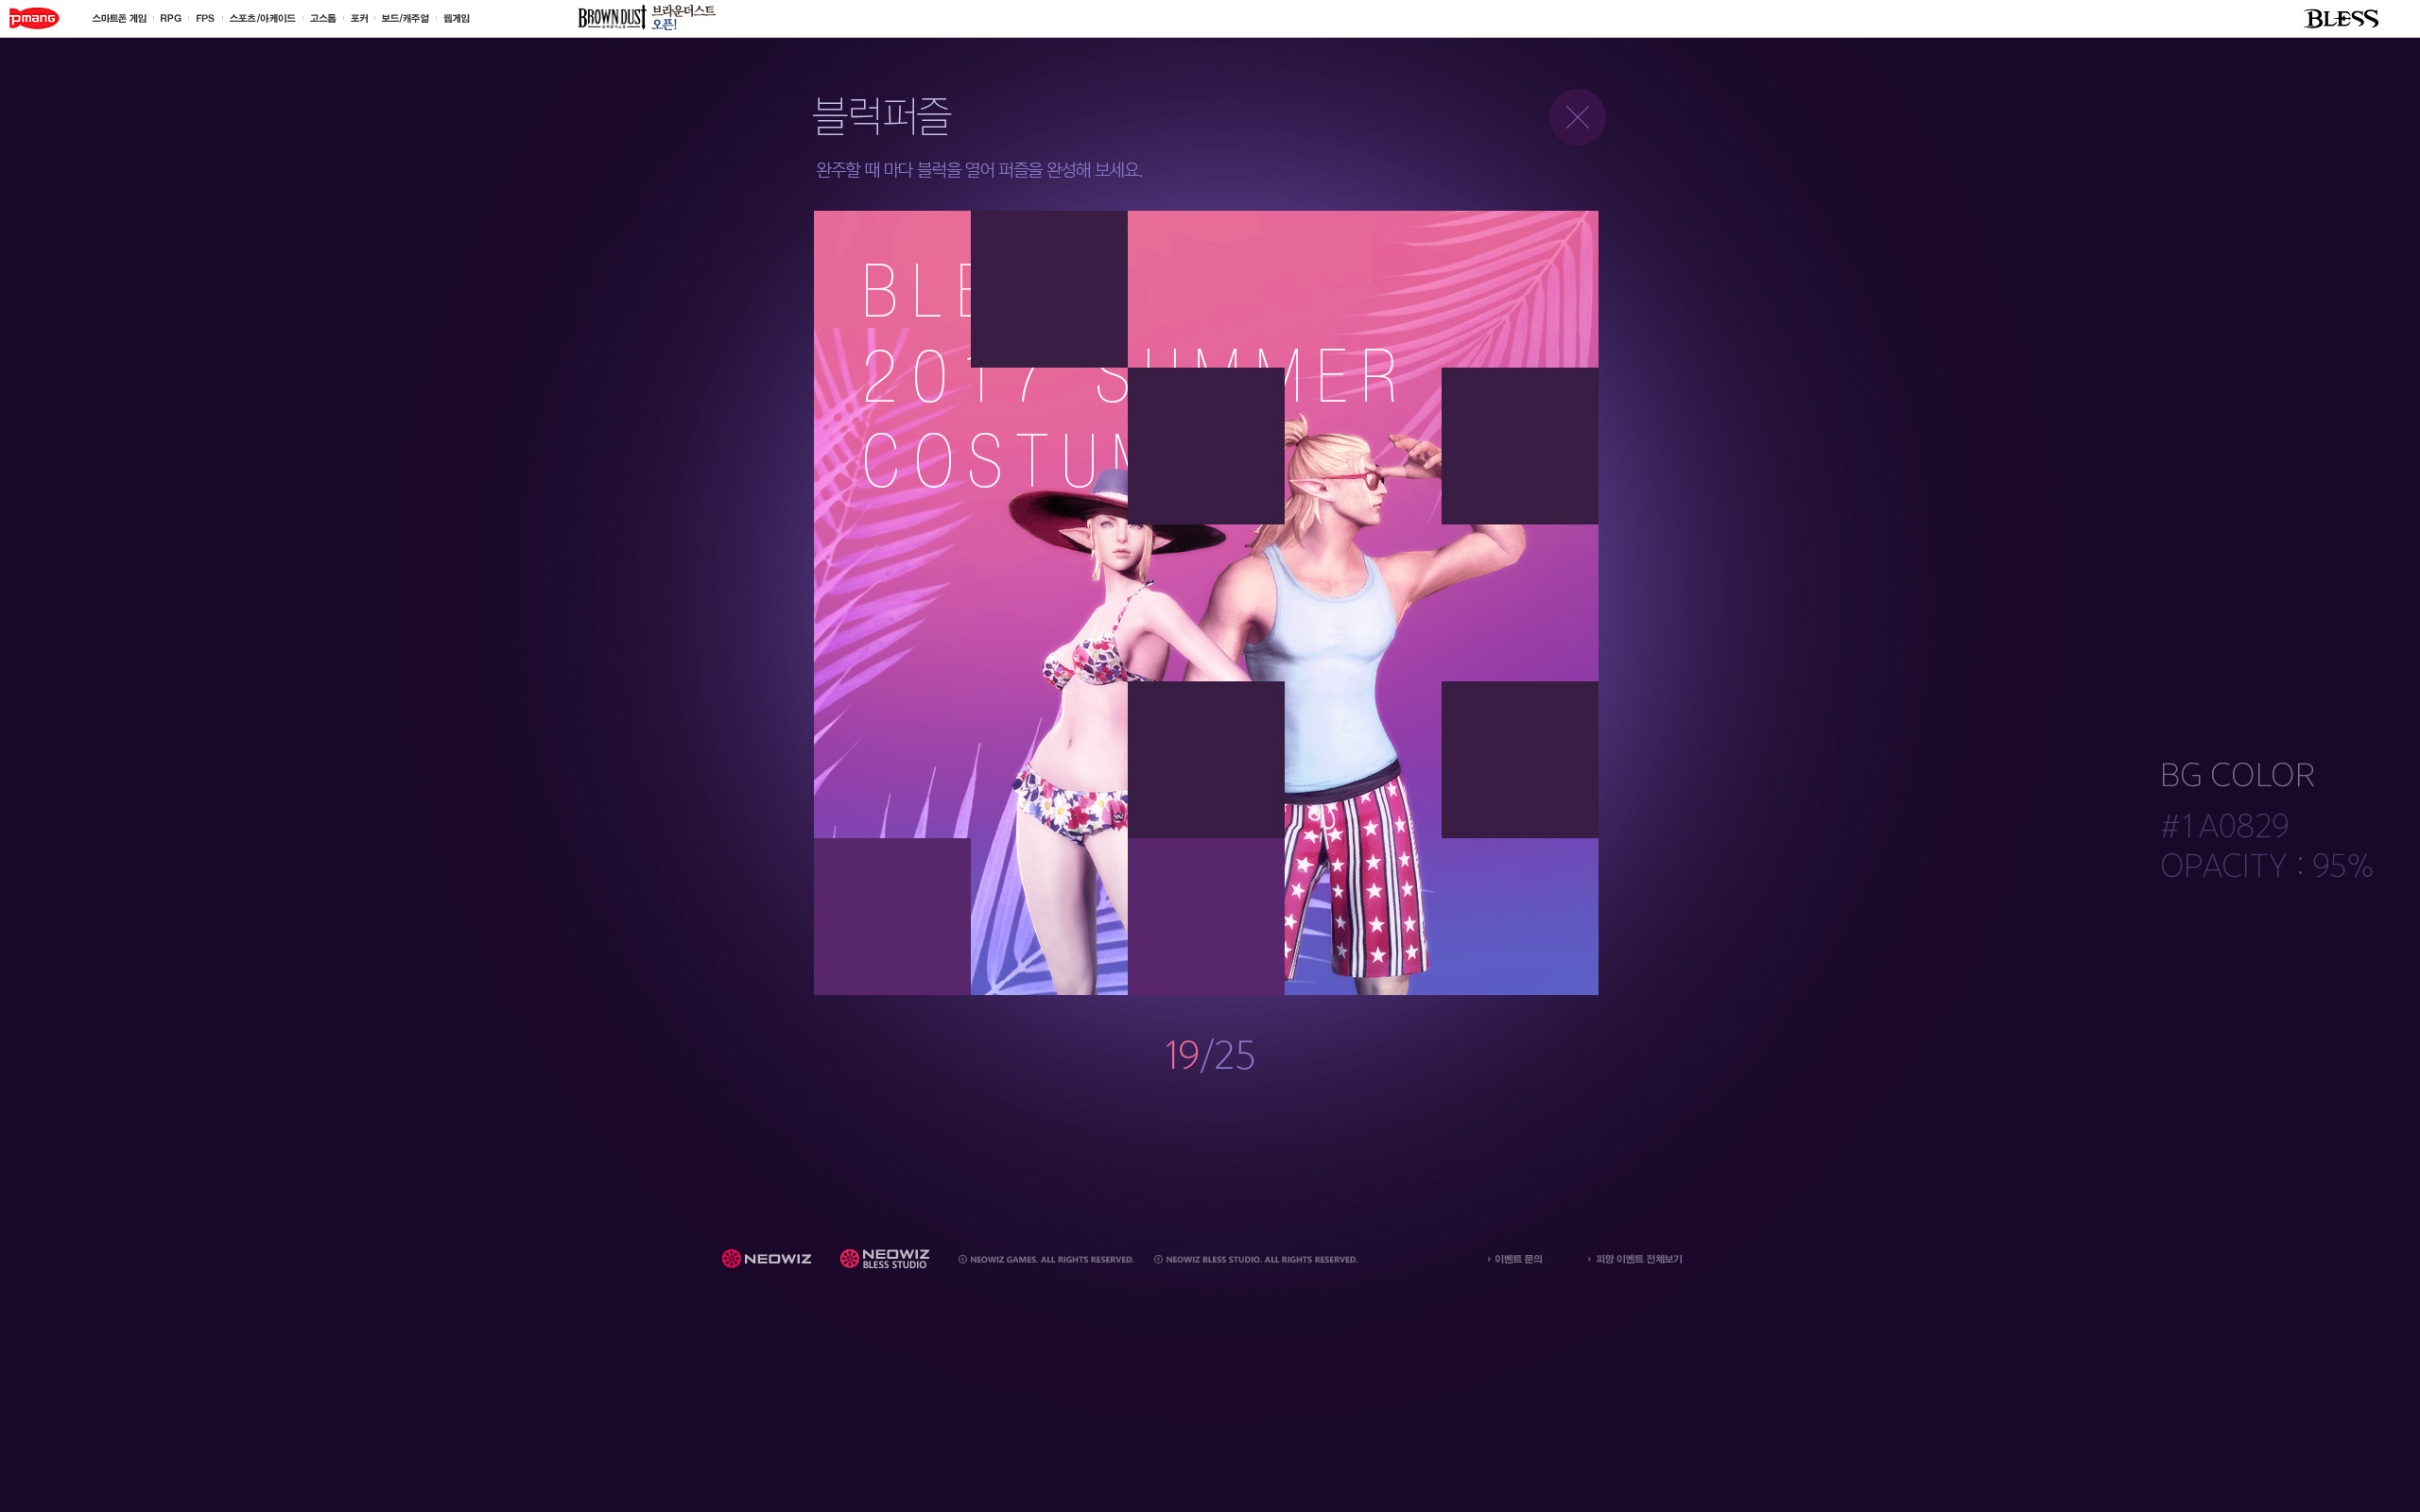 pmang
스마트폰 게임 RPG FPS 스포츠/아케이드 고스톱 포커 보드/캐주얼 웹게임
BROWN DUST 브라운더스트
오픈!
BLESS
블럭퍼즐
완주할 때 마다 블럭을 열어 퍼즐을 완성해 보세요.
BLE
2017 SUMMER
COSTUM
BG COLOR
#1A0829
OPACITY : 95%
19/25
NEOWIZ
NEOWIZ
BLESS STUDIO
ⓒ NEOWIZ GAMES. ALL RIGHTS RESERVED.
ⓒ NEOWIZ BLESS STUDIO. ALL RIGHTS RESERVED.
› 이벤트 문의
› 피망 이벤트 전체보기